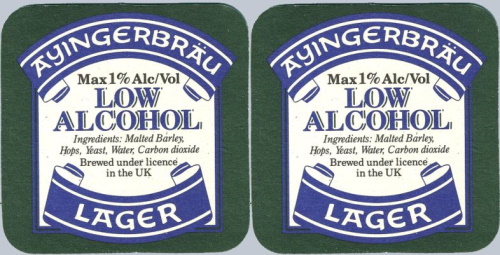 AYINGERBRÄU
Max 1% Alc/Vol
LOW
ALCOHOL
Ingredients: Malted Barley,
Hops, Yeast, Water, Carbon dioxide
Brewed under licence
in the UK
LAGER
AYINGERBRÄU
Max 1% Alc/Vol
LOW
ALCOHOL
Ingredients: Malted Barley,
Hops, Yeast, Water, Carbon dioxide
Brewed under licence
in the UK
LAGER